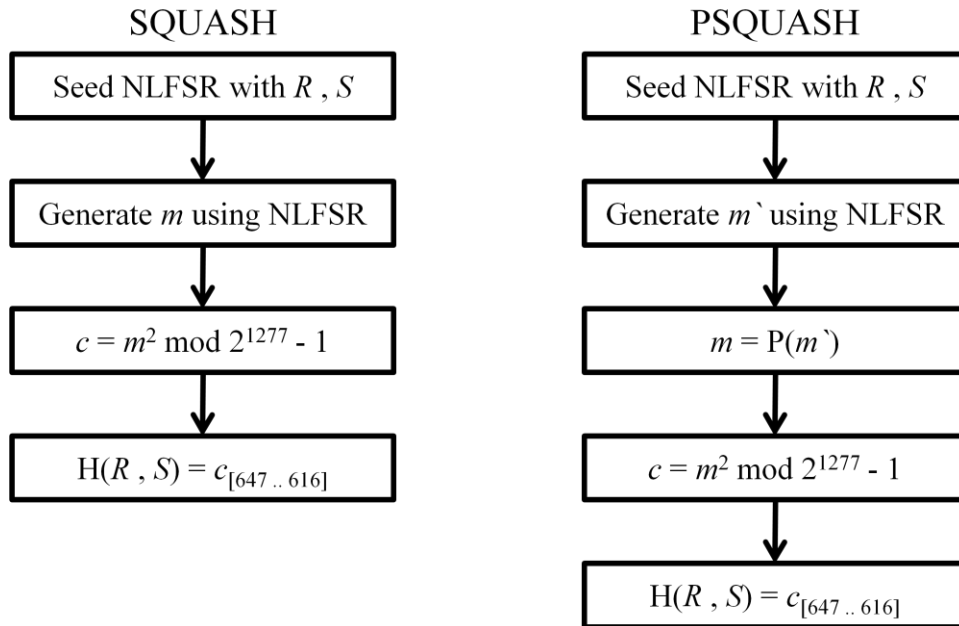 SQUASH
Seed NLFSR with R , S
Generate m using NLFSR
c = m² mod 2¹²⁷⁷ - 1
H(R , S) = c[647 .. 616]
PSQUASH
Seed NLFSR with R , S
Generate m` using NLFSR
m = P(m`)
c = m² mod 2¹²⁷⁷ - 1
H(R , S) = c[647 .. 616]